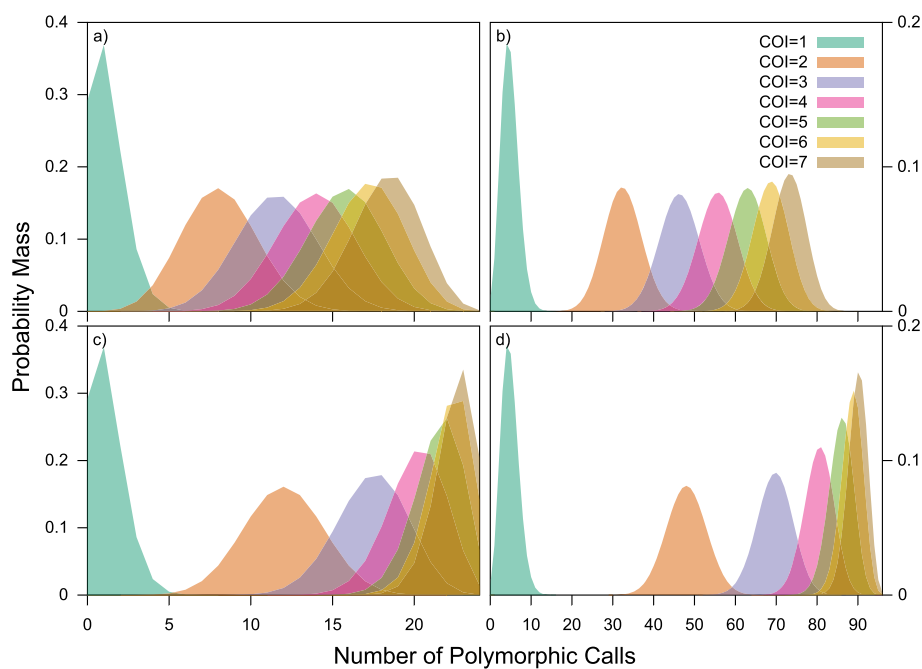 a)
b)
0.4
0.3
0.2
0.1
0
0.2
0.1
0
COI=1
COI=2
COI=3
COI=4
COI=5
COI=6
COI=7
c)
d)
0.4
0.3
0.2
0.1
0
0.2
0.1
0
0 5 10 15 20
0 10 20 30 40 50 60 70 80 90
Probability Mass
Number of Polymorphic Calls